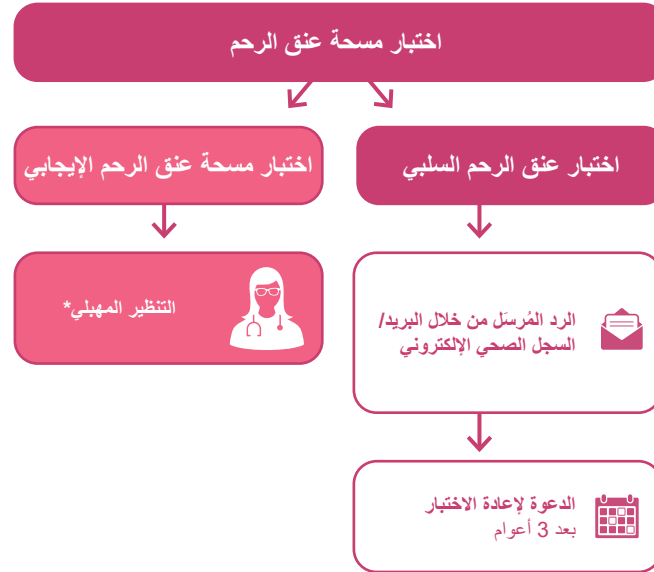 اختبار مسحة عنق الرحم
اختبار عنق الرحم السلبي
اختبار مسحة عنق الرحم الإيجابي
الرد المُرسَل من خلال البريد/
السجل الصحي الإلكتروني
التنظير المهبلي*
الدعوة لإعادة الاختبار
بعد 3 أعوام